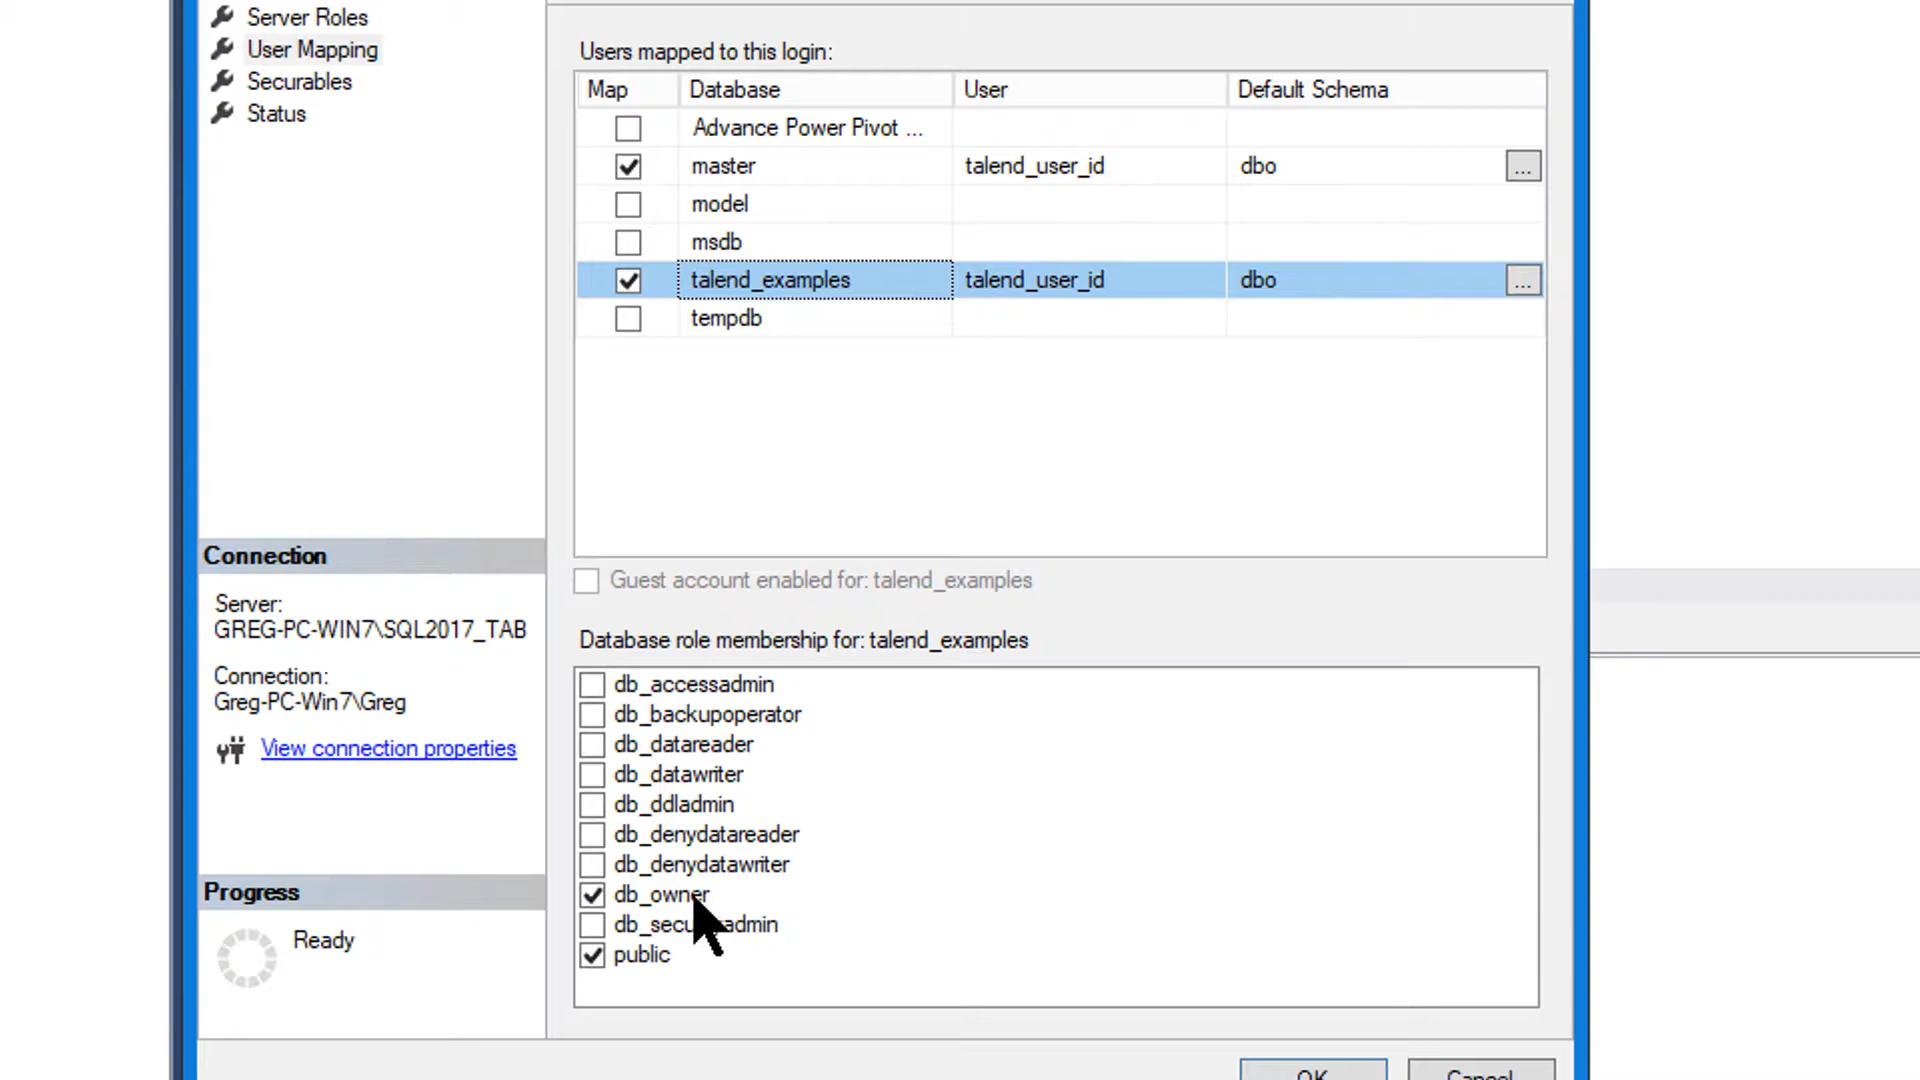 Server Roles
User Mapping
Securables
Status
Users mapped to this login:
Map Database User Default Schema
Advance Power Pivot ...
master talend_user_id dbo ...
model
msdb
talend_examples talend_user_id dbo ...
tempdb
Guest account enabled for: talend_examples
Database role membership for: talend_examples
db_accessadmin
db_backupoperator
db_datareader
db_datawriter
db_ddladmin
db_denydatareader
db_denydatawriter
db_owner
public
Connection
Server:
GREG-PC-WIN7\SQL2017_TAB
Connection:
Greg-PC-Win7\Greg
View connection properties
Progress
Ready
OK Cancel